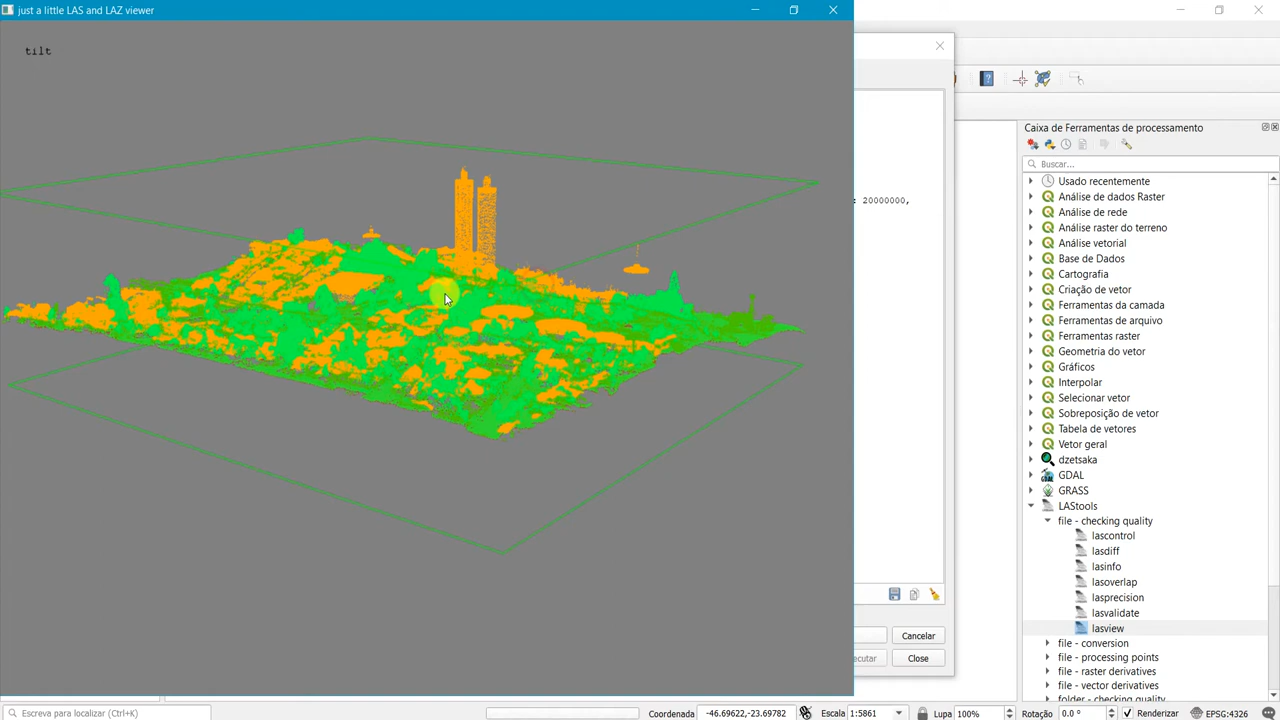 just a little LAS and LAZ viewer
tilt
: 20000000,
Cancelar
Close
Caixa de Ferramentas de processamento
Buscar...
Usado recentemente
Análise de dados Raster
Análise de rede
Análise raster do terreno
Análise vetorial
Base de Dados
Cartografia
Criação de vetor
Ferramentas da camada
Ferramentas de arquivo
Ferramentas raster
Geometria do vetor
Gráficos
Interpolar
Selecionar vetor
Sobreposição de vetor
Tabela de vetores
Vetor geral
dzetsaka
GDAL
GRASS
LAStools
file - checking quality
lascontrol
lasdiff
lasinfo
lasoverlap
lasprecision
lasvalidate
lasview
file - conversion
file - processing points
file - raster derivatives
file - vector derivatives
folder - checking quality
Escreva para localizar (Ctrl+K)
Coordenada -46.69622,-23.69782 Escala 1:5861 Lupa 100% Rotação 0.0 ° Renderizar EPSG:4326